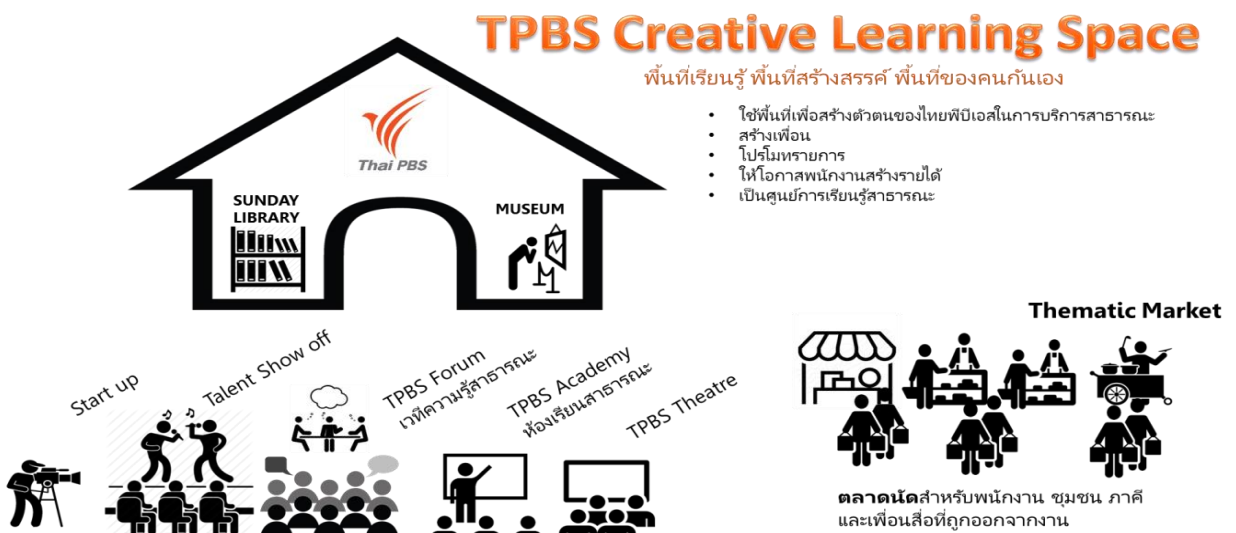 TPBS Creative Learning Space
พื้นที่เรียนรู้ พื้นที่สร้างสรรค์ พื้นที่ของคนกันเอง
• ใช้พื้นที่เพื่อสร้างตัวตนของไทยพีบีเอสในการบริการสาธารณะ
• สร้างเพื่อน
• โปรโมทรายการ
• ให้โอกาสพนักงานสร้างรายได้
• เป็นศูนย์การเรียนรู้สาธารณะ
Thai PBS
SUNDAY
LIBRARY
MUSEUM
Start up
Talent Show off
TPBS Forum
เวทีความรู้สาธารณะ
TPBS Academy
ห้องเรียนสาธารณะ
TPBS Theatre
Thematic Market
ตลาดนัดสำหรับพนักงาน ชุมชน ภาคี
และเพื่อนสื่อที่ถูกออกจากงาน